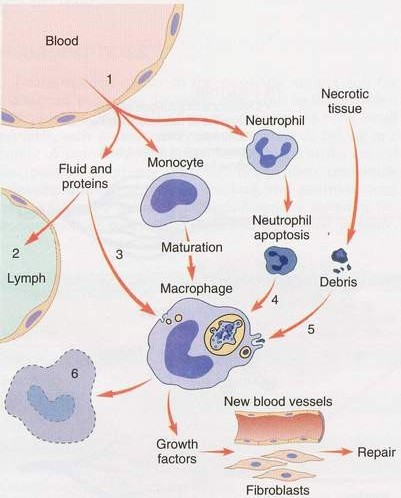 Blood
1
Necrotic
tissue
Neutrophil
Fluid and
proteins
Monocyte
Neutrophil
apoptosis
2
3
Maturation
Lymph
Macrophage
Debris
4
5
6
New blood vessels
Growth
factors
Repair
Fibroblasts